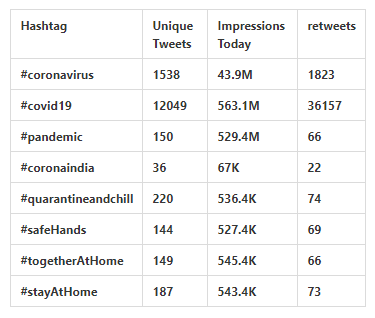 Hashtag Unique Tweets Impressions Today retweets
#coronavirus 1538 43.9M 1823
#covid19 12049 563.1M 36157
#pandemic 150 529.4M 66
#coronaindia 36 67K 22
#quarantineandchill 220 536.4K 74
#safeHands 144 527.4K 69
#togetherAtHome 149 545.4K 66
#stayAtHome 187 543.4K 73